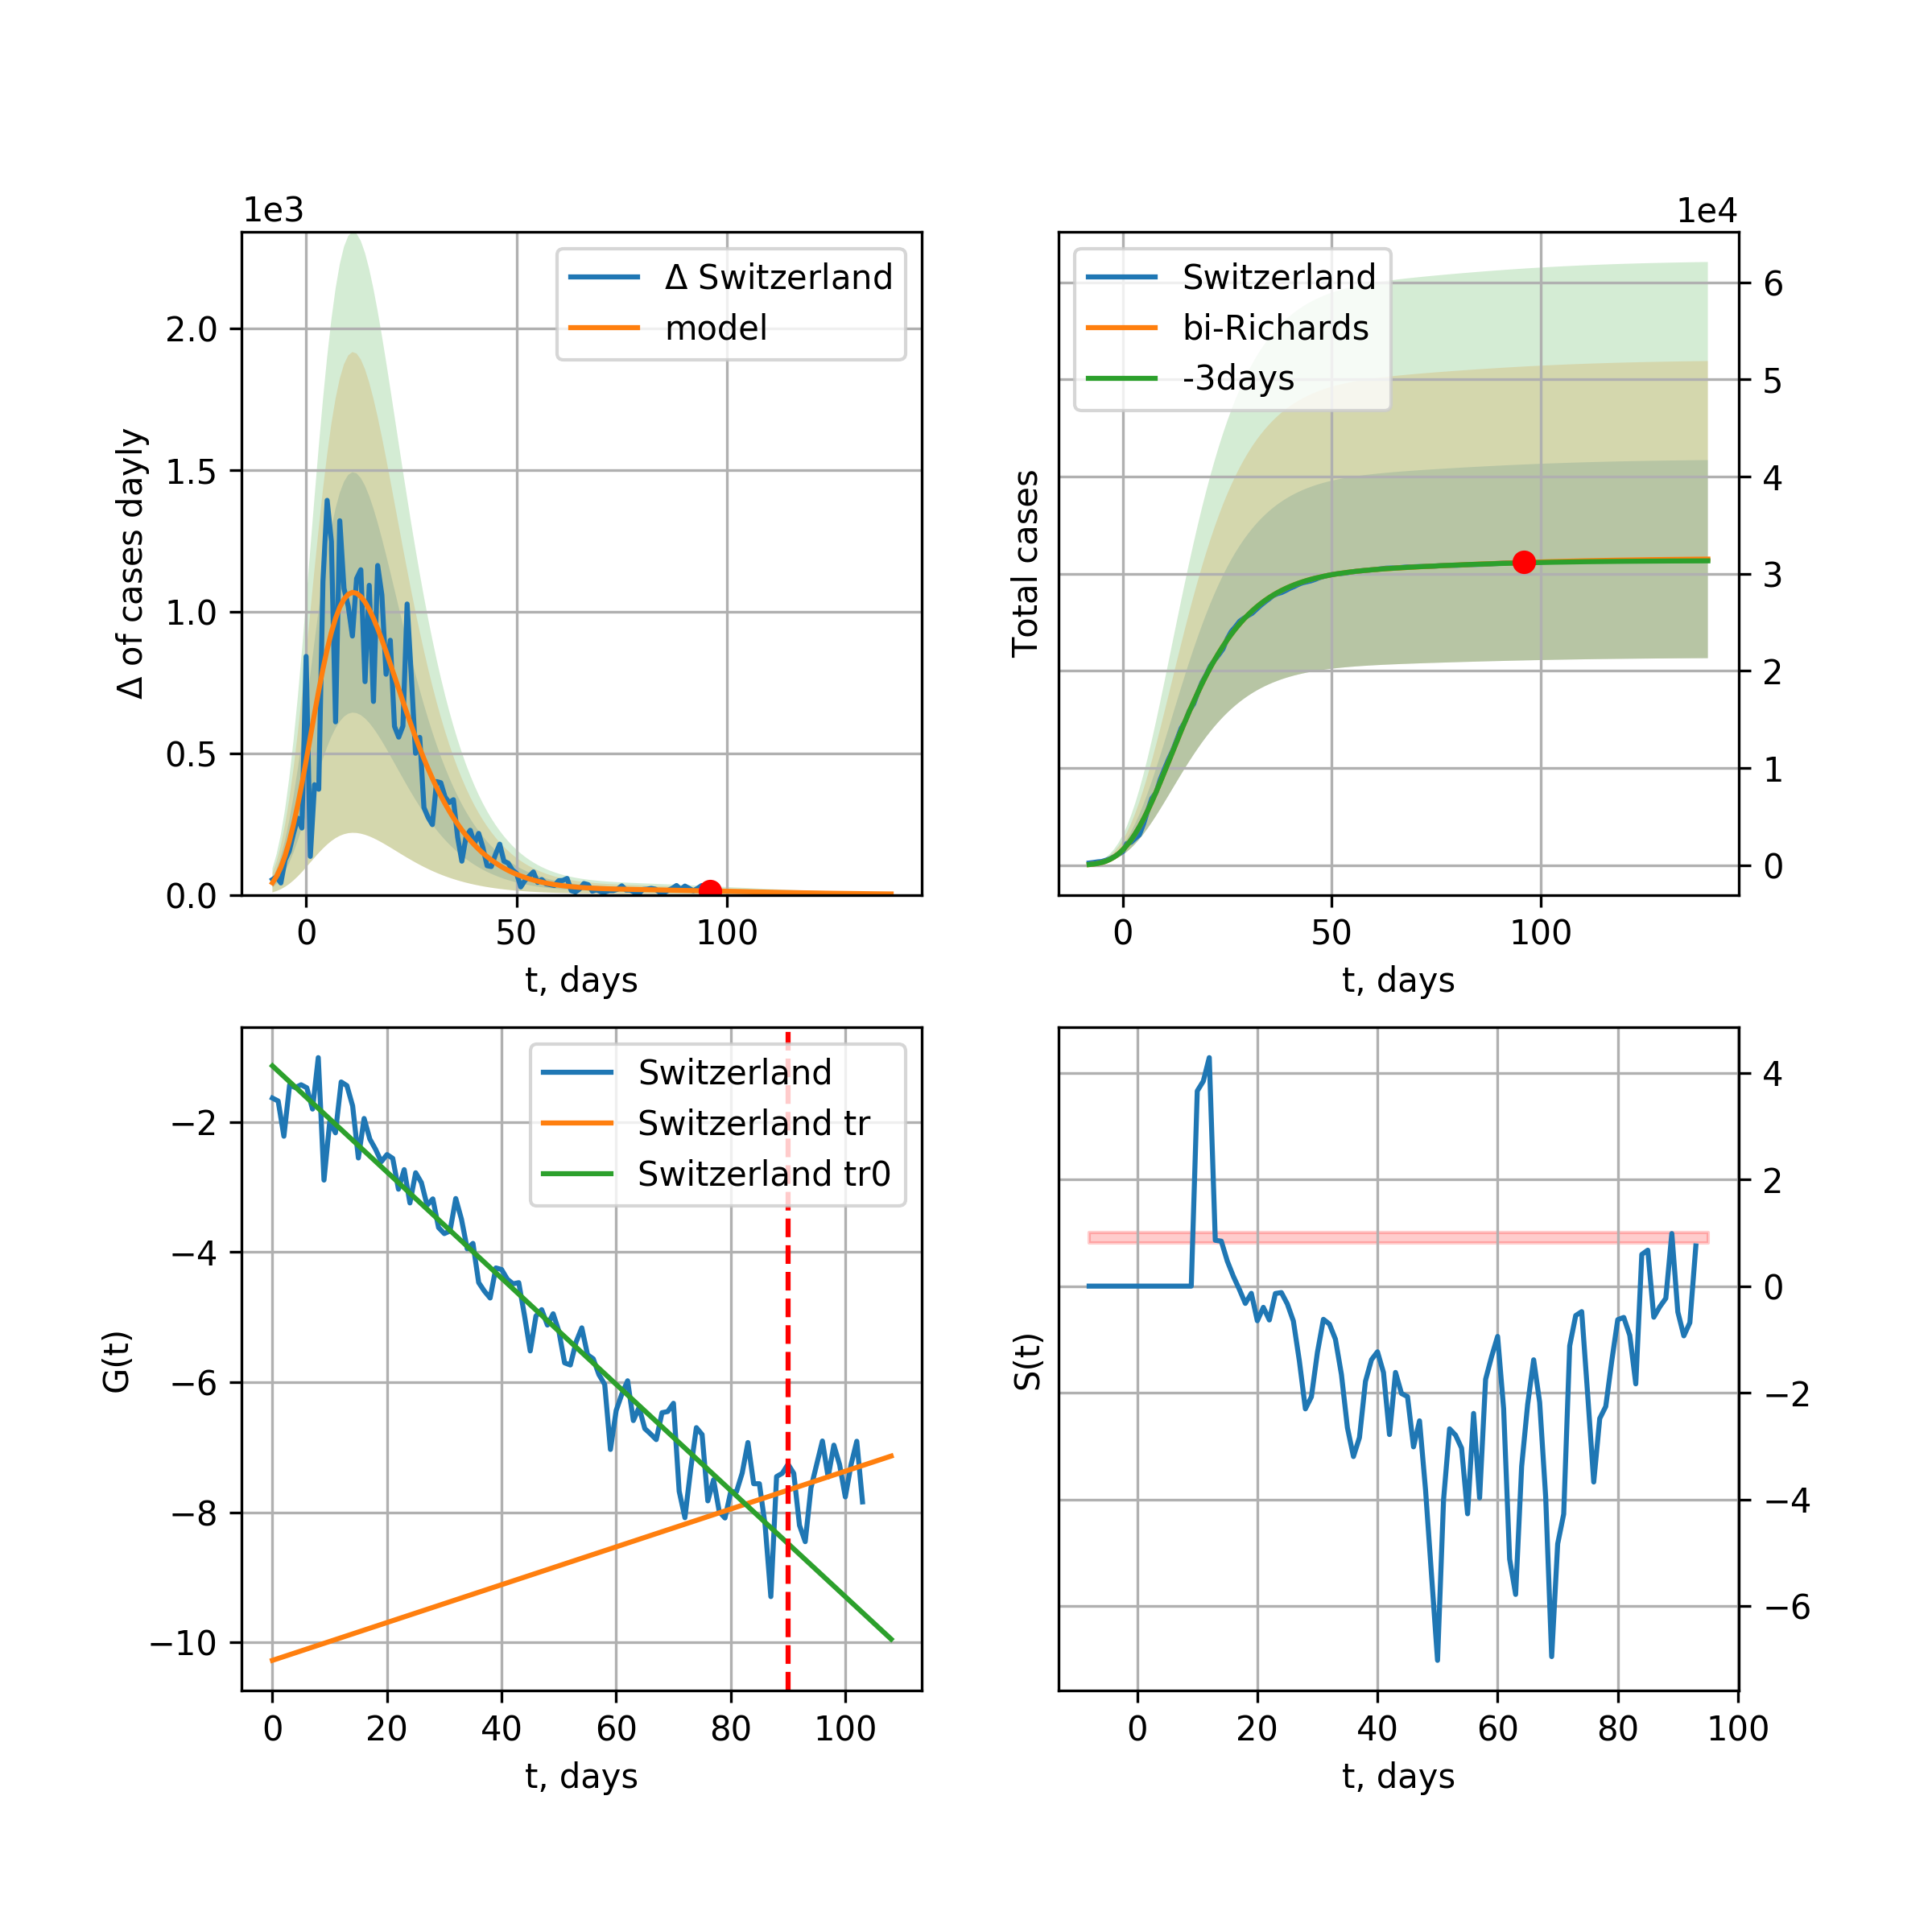 1e3
Δ Switzerland
model
2.0
1.5
1.0
0.5
0.0
Δ of cases dayly
0 50 100
t, days
1e4
Switzerland
bi-Richards
-3days
6
5
4
3
2
1
0
Total cases
0 50 100
t, days
Switzerland
Switzerland tr
Switzerland tr0
−2
−4
−6
−8
−10
G(t)
0 20 40 60 80 100
t, days
4
2
0
−2
−4
−6
S(t)
0 20 40 60 80 100
t, days